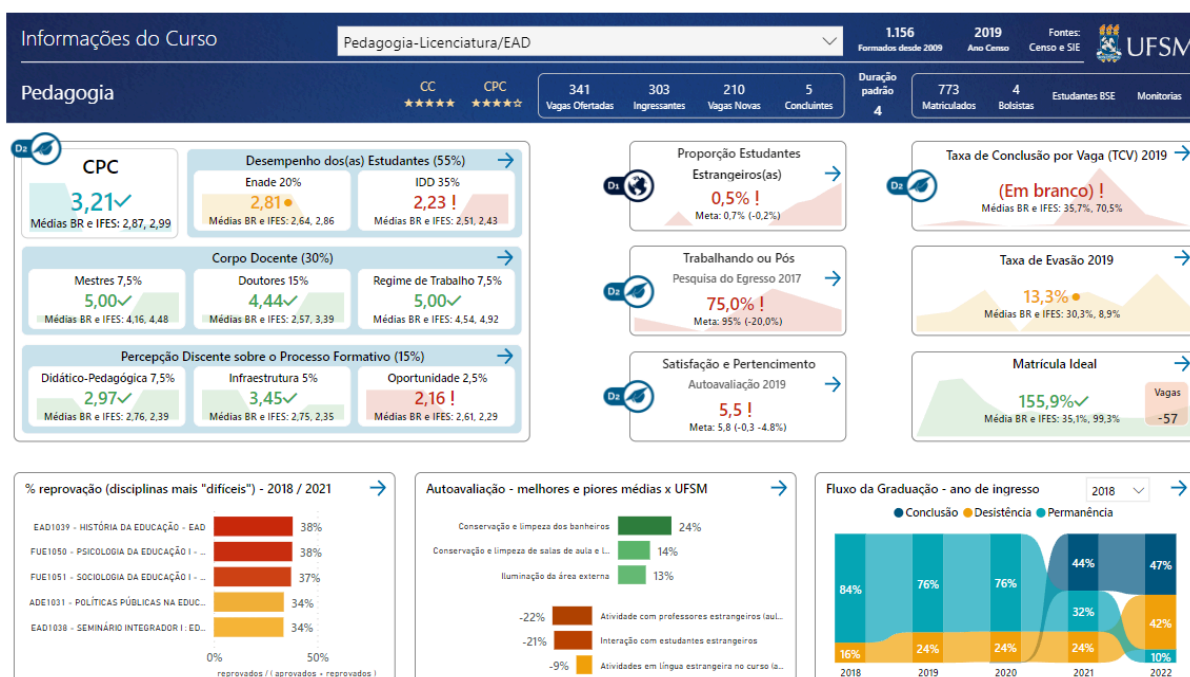 Informações do Curso
Pedagogia-Licenciatura/EAD
1.156
Formados desde 2009
2019
Ano Censo
Fontes:
Censo e SIE
UFSM
Pedagogia
CC
★★★★★
CPC
★★★★☆
341
Vagas Ofertadas
303
Ingressantes
210
Vagas Novas
5
Concluintes
Duração
padrão
4
773
Matriculados
4
Bolsistas
Estudantes BSE
Monitorias
D2
CPC
3,21✓
Médias BR e IFES: 2,87, 2,99
Desempenho dos(as) Estudantes (55%)
Enade 20%
2,81
Médias BR e IFES: 2,64, 2,86
IDD 35%
2,23 !
Médias BR e IFES: 2,51, 2,43
Corpo Docente (30%)
Mestres 7,5%
5,00✓
Médias BR e IFES: 4,16, 4,48
Doutores 15%
4,44✓
Médias BR e IFES: 2,57, 3,39
Regime de Trabalho 7,5%
5,00✓
Médias BR e IFES: 4,54, 4,92
Percepção Discente sobre o Processo Formativo (15%)
Didático-Pedagógica 7,5%
2,97✓
Médias BR e IFES: 2,76, 2,39
Infraestrutura 5%
3,45✓
Médias BR e IFES: 2,75, 2,35
Oportunidade 2,5%
2,16 !
Médias BR e IFES: 2,61, 2,29
D1
Proporção Estudantes
Estrangeiros(as)
0,5% !
Meta: 0,7% (-0,2%)
D2
Trabalhando ou Pós
Pesquisa do Egresso 2017
75,0% !
Meta: 95% (-20,0%)
D2
Satisfação e Pertencimento
Autoavaliação 2019
5,5 !
Meta: 5,8 (-0,3 -4.8%)
D2
Taxa de Conclusão por Vaga (TCV) 2019
(Em branco) !
Médias BR e IFES: 35,7%, 70,5%
Taxa de Evasão 2019
13,3%
Médias BR e IFES: 30,3%, 8,9%
Matrícula Ideal
155,9%✓
Média BR e IFES: 35,1%, 99,3%
Vagas
-57
% reprovação (disciplinas mais "difíceis") - 2018 / 2021
EAD1039 - HISTÓRIA DA EDUCAÇÃO - EAD
38%
FUE1050 - PSICOLOGIA DA EDUCAÇÃO I - ...
38%
FUE1051 - SOCIOLOGIA DA EDUCAÇÃO I - ...
37%
ADE1031 - POLÍTICAS PÚBLICAS NA EDUC...
34%
EAD1038 - SEMINÁRIO INTEGRADOR I : ED...
34%
0%
50%
reprovados / ( aprovados + reprovados )
Autoavaliação - melhores e piores médias x UFSM
Conservação e limpeza dos banheiros
24%
Conservação e limpeza de salas de aula e l...
14%
Iluminação da área externa
13%
-22%
Atividade com professores estrangeiros (aul...
-21%
Interação com estudantes estrangeiros
-9%
Atividades em língua estrangeira no curso (a...
Fluxo da Graduação - ano de ingresso
2018
Conclusão
Desistência
Permanência
84%
76%
76%
44%
47%
32%
42%
16%
24%
24%
24%
10%
2018
2019
2020
2021
2022